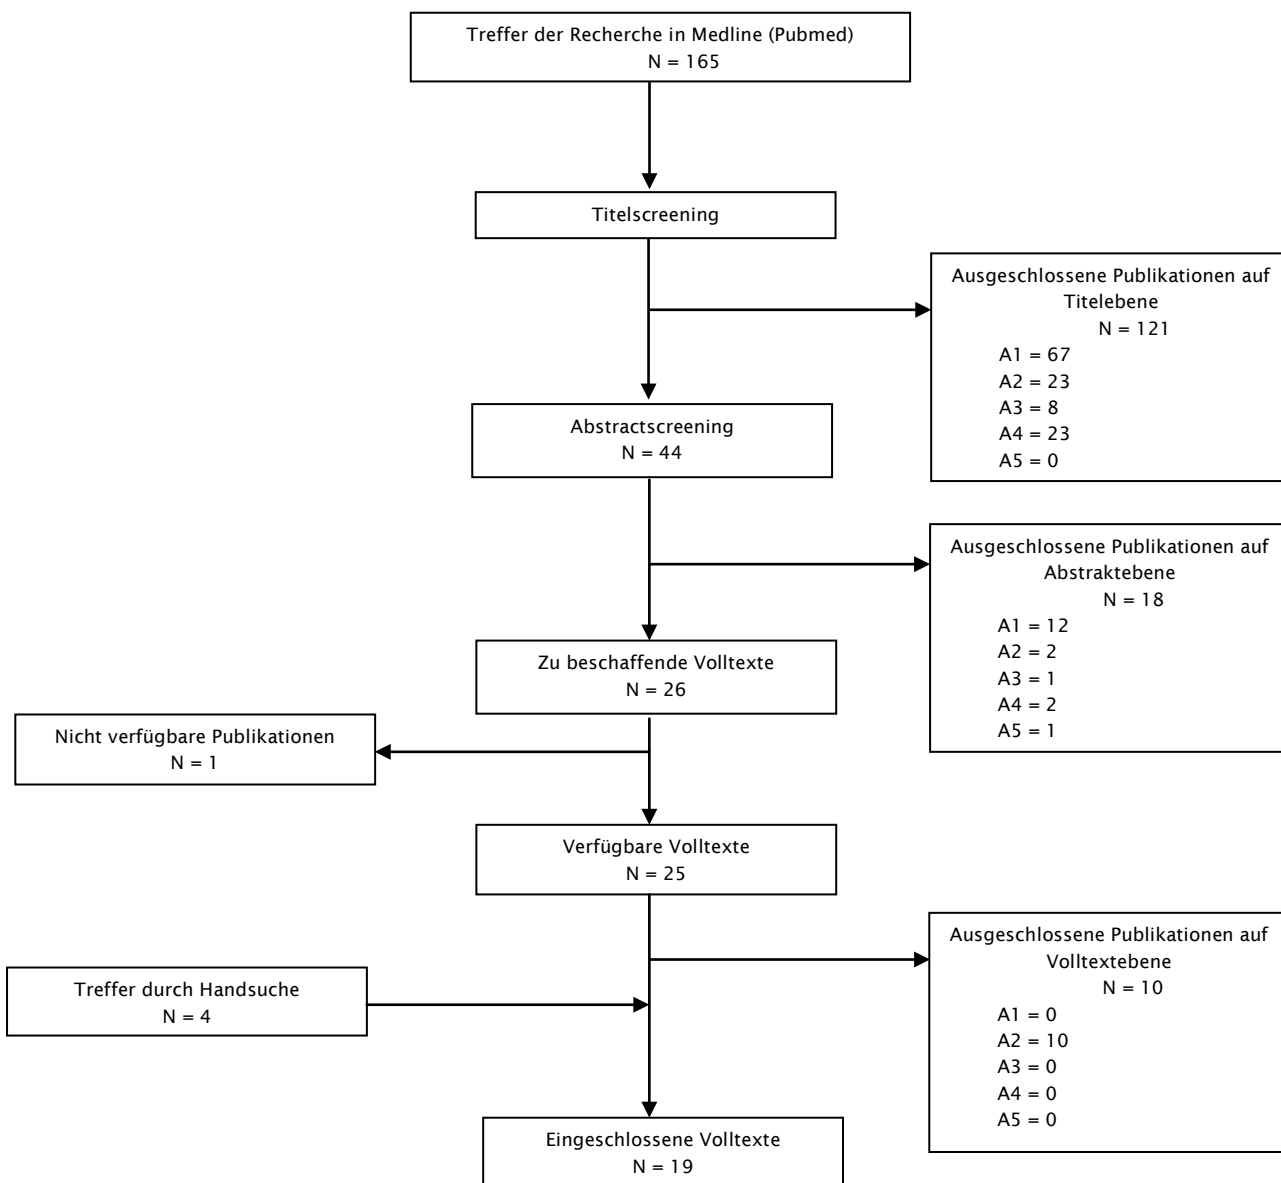 Treffer der Recherche in Medline (Pubmed)
N = 165
Titelscreening
Ausgeschlossene Publikationen auf
Titelebene
N = 121
A1 = 67
A2 = 23
A3 = 8
A4 = 23
A5 = 0
Abstractscreening
N = 44
Ausgeschlossene Publikationen auf
Abstraktebene
N = 18
A1 = 12
A2 = 2
A3 = 1
A4 = 2
A5 = 1
Zu beschaffende Volltexte
N = 26
Nicht verfügbare Publikationen
N = 1
Verfügbare Volltexte
N = 25
Ausgeschlossene Publikationen auf
Volltextebene
N = 10
A1 = 0
A2 = 10
A3 = 0
A4 = 0
A5 = 0
Treffer durch Handsuche
N = 4
Eingeschlossene Volltexte
N = 19